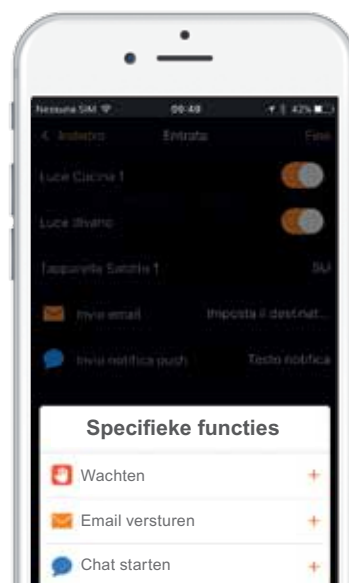 Nessuna SIM 00:48 42%
Indietro Entrata Fine
Luce Cucina 1
Luce divano
Tapparella Salotto 1 SU
Invio email Imposta il destinat...
Invio notifica push Testo notifica
Specifieke functies
Wachten +
Email versturen +
Chat starten +